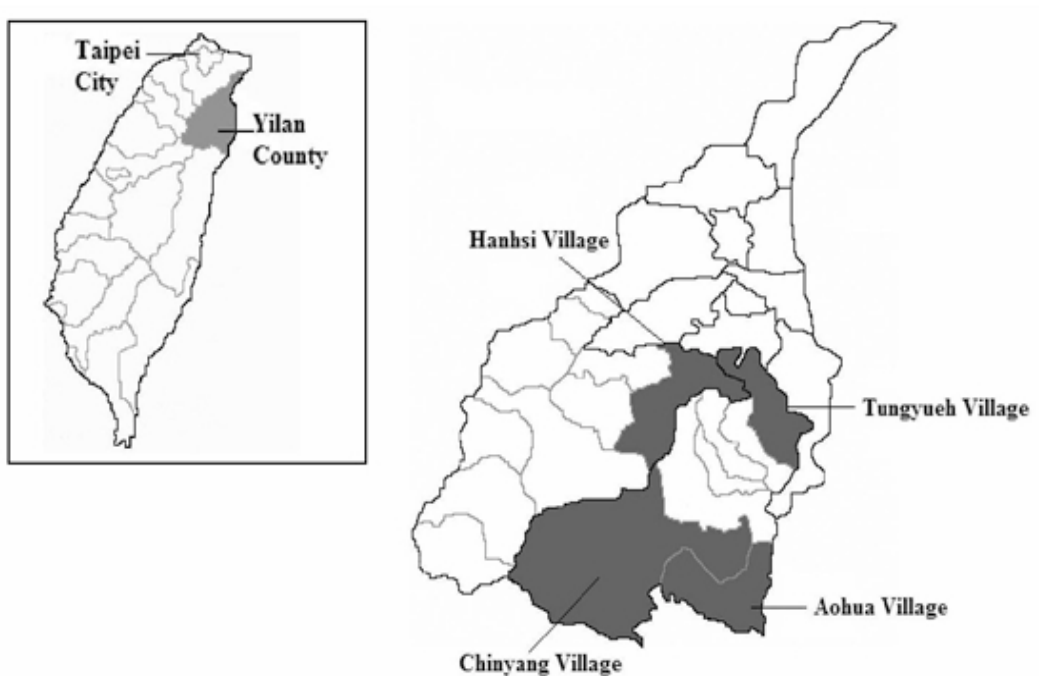 Taipei
City
Yilan
County
Hanhsi Village
Tungyueh Village
Aohua Village
Chinyang Village